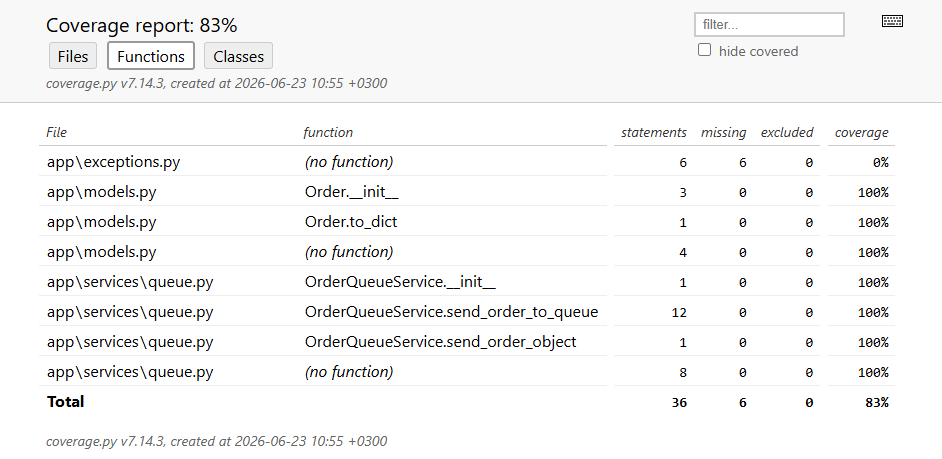 Coverage report: 83%
filter...
Files Functions Classes
hide covered
coverage.py v7.14.3, created at 2026-06-23 10:55 +0300
File function statements missing excluded coverage
app\exceptions.py (no function) 6 6 0 0%
app\models.py Order.__init__ 3 0 0 100%
app\models.py Order.to_dict 1 0 0 100%
app\models.py (no function) 4 0 0 100%
app\services\queue.py OrderQueueService.__init__ 1 0 0 100%
app\services\queue.py OrderQueueService.send_order_to_queue 12 0 0 100%
app\services\queue.py OrderQueueService.send_order_object 1 0 0 100%
app\services\queue.py (no function) 8 0 0 100%
Total 36 6 0 83%
coverage.py v7.14.3, created at 2026-06-23 10:55 +0300